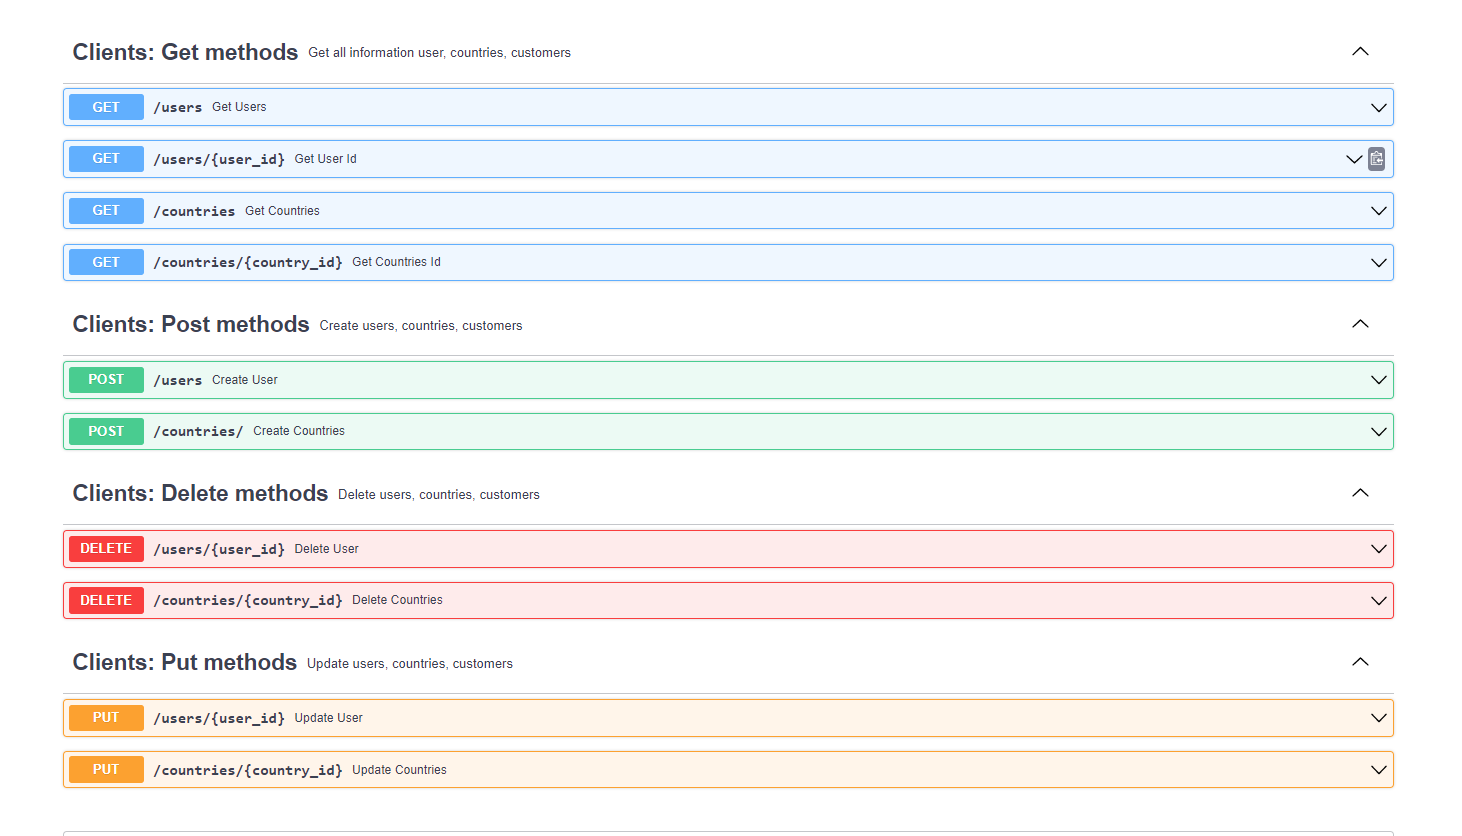 Clients: Get methods Get all information user, countries, customers
GET /users Get Users
GET /users/{user_id} Get User Id
GET /countries Get Countries
GET /countries/{country_id} Get Countries Id
Clients: Post methods Create users, countries, customers
POST /users Create User
POST /countries/ Create Countries
Clients: Delete methods Delete users, countries, customers
DELETE /users/{user_id} Delete User
DELETE /countries/{country_id} Delete Countries
Clients: Put methods Update users, countries, customers
PUT /users/{user_id} Update User
PUT /countries/{country_id} Update Countries